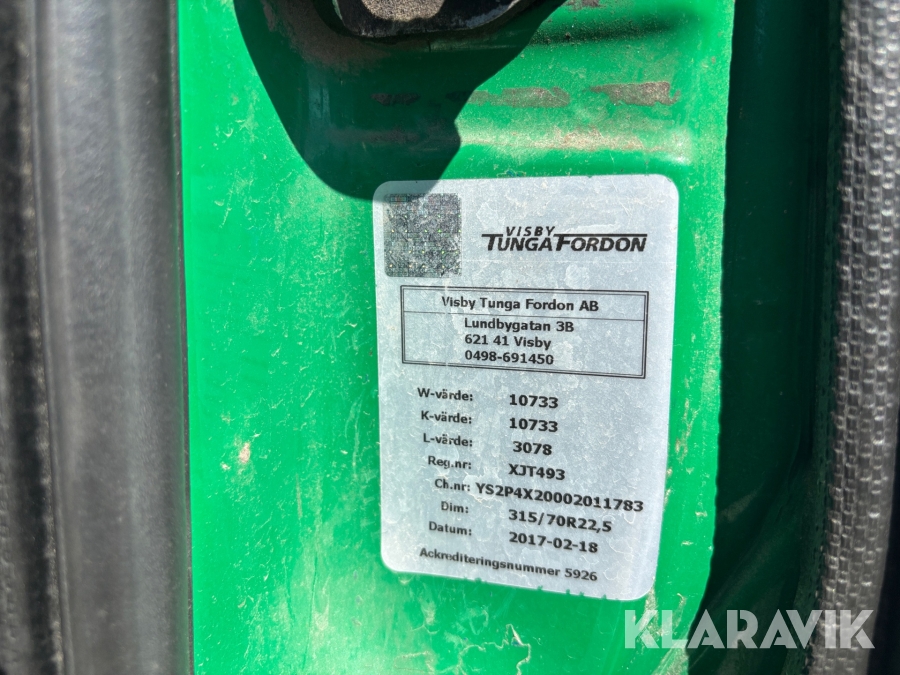 VISBY
TUNGAFORDON
Visby Tunga Fordon AB
Lundbygatan 3B
621 41 Visby
0498-691450
W-värde: 10733
K-värde: 10733
L-värde: 3078
Reg.nr: XJT493
Ch.nr: YS2P4X20002011783
Dim: 315/70R22,5
Datum: 2017-02-18
Ackrediteringsnummer 5926
KLARAVIK